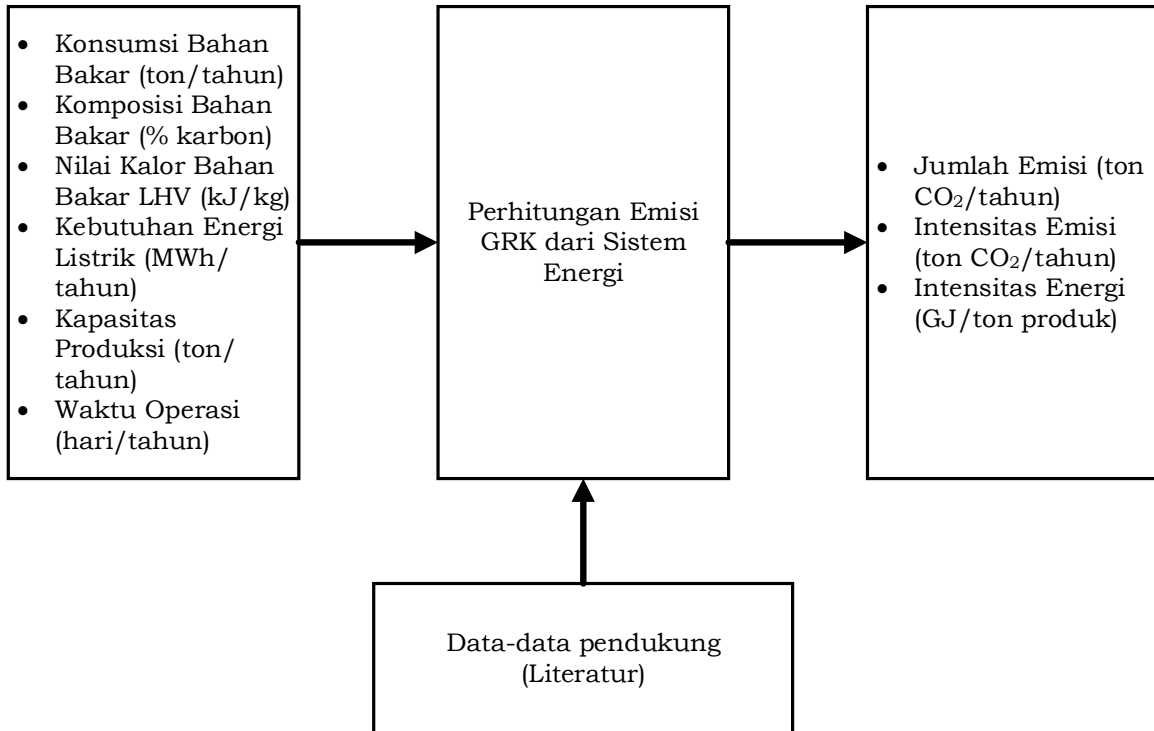 • Konsumsi Bahan
Bakar (ton/tahun)
• Komposisi Bahan
Bakar (% karbon)
• Nilai Kalor Bahan
Bakar LHV (kJ/kg)
• Kebutuhan Energi
Listrik (MWh/
tahun)
• Kapasitas
Produksi (ton/
tahun)
• Waktu Operasi
(hari/tahun)
Perhitungan Emisi
GRK dari Sistem
Energi
• Jumlah Emisi (ton
CO₂/tahun)
• Intensitas Emisi
(ton CO₂/tahun)
• Intensitas Energi
(GJ/ton produk)
Data-data pendukung
(Literatur)